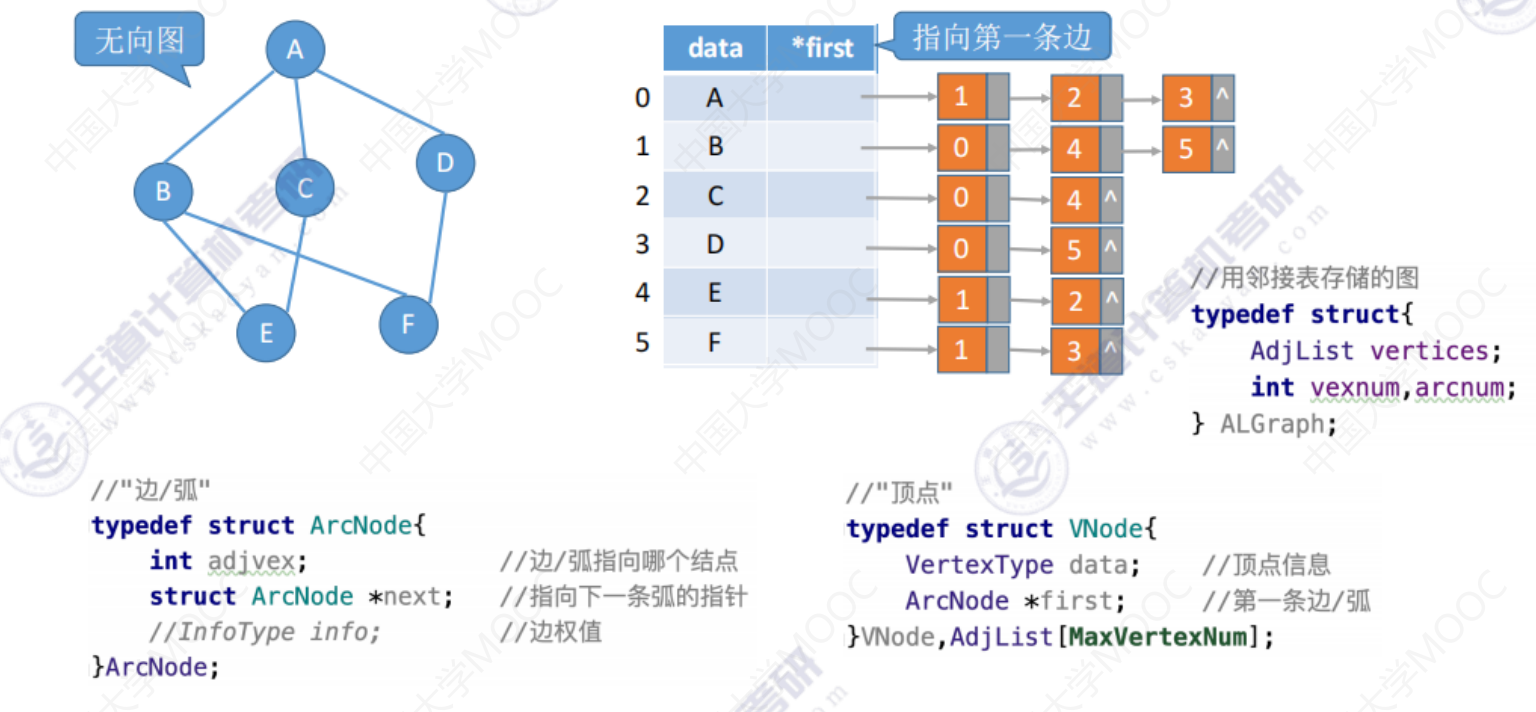 无向图
A
B
C
D
E
F
data *first
指向第一条边
0 A 1 2 3 ^
1 B 0 4 5 ^
2 C 0 4 ^
3 D 0 5 ^
4 E 1 2 ^
5 F 1 3 ^
//用邻接表存储的图
typedef struct{
AdjList vertices;
int vexnum,arcnum;
} ALGraph;
//"边/弧"
typedef struct ArcNode{
int adjvex; //边/弧指向哪个结点
struct ArcNode *next; //指向下一条弧的指针
//InfoType info; //边权值
}ArcNode;
//"顶点"
typedef struct VNode{
VertexType data; //顶点信息
ArcNode *first; //第一条边/弧
}VNode,AdjList[MaxVertexNum];
中国大学MOOC
王道计算机考研
www.cskaoyan.com